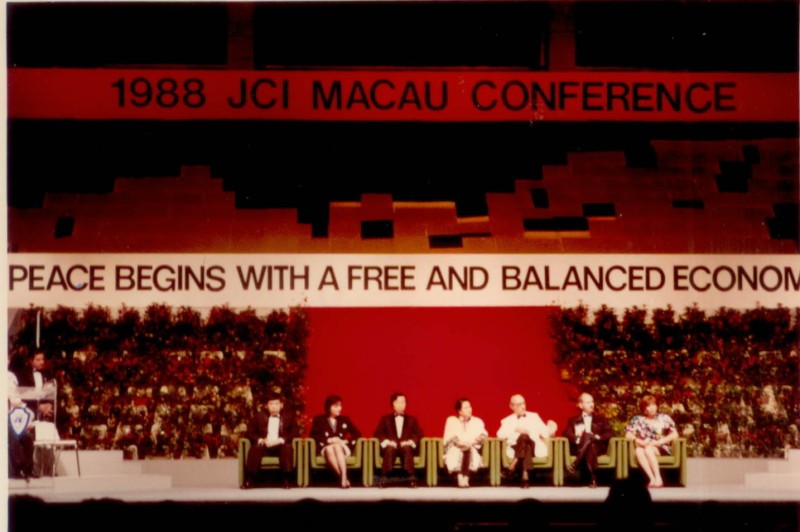 1988 JCI MACAU CONFERENCE
PEACE BEGINS WITH A FREE AND BALANCED ECONOM